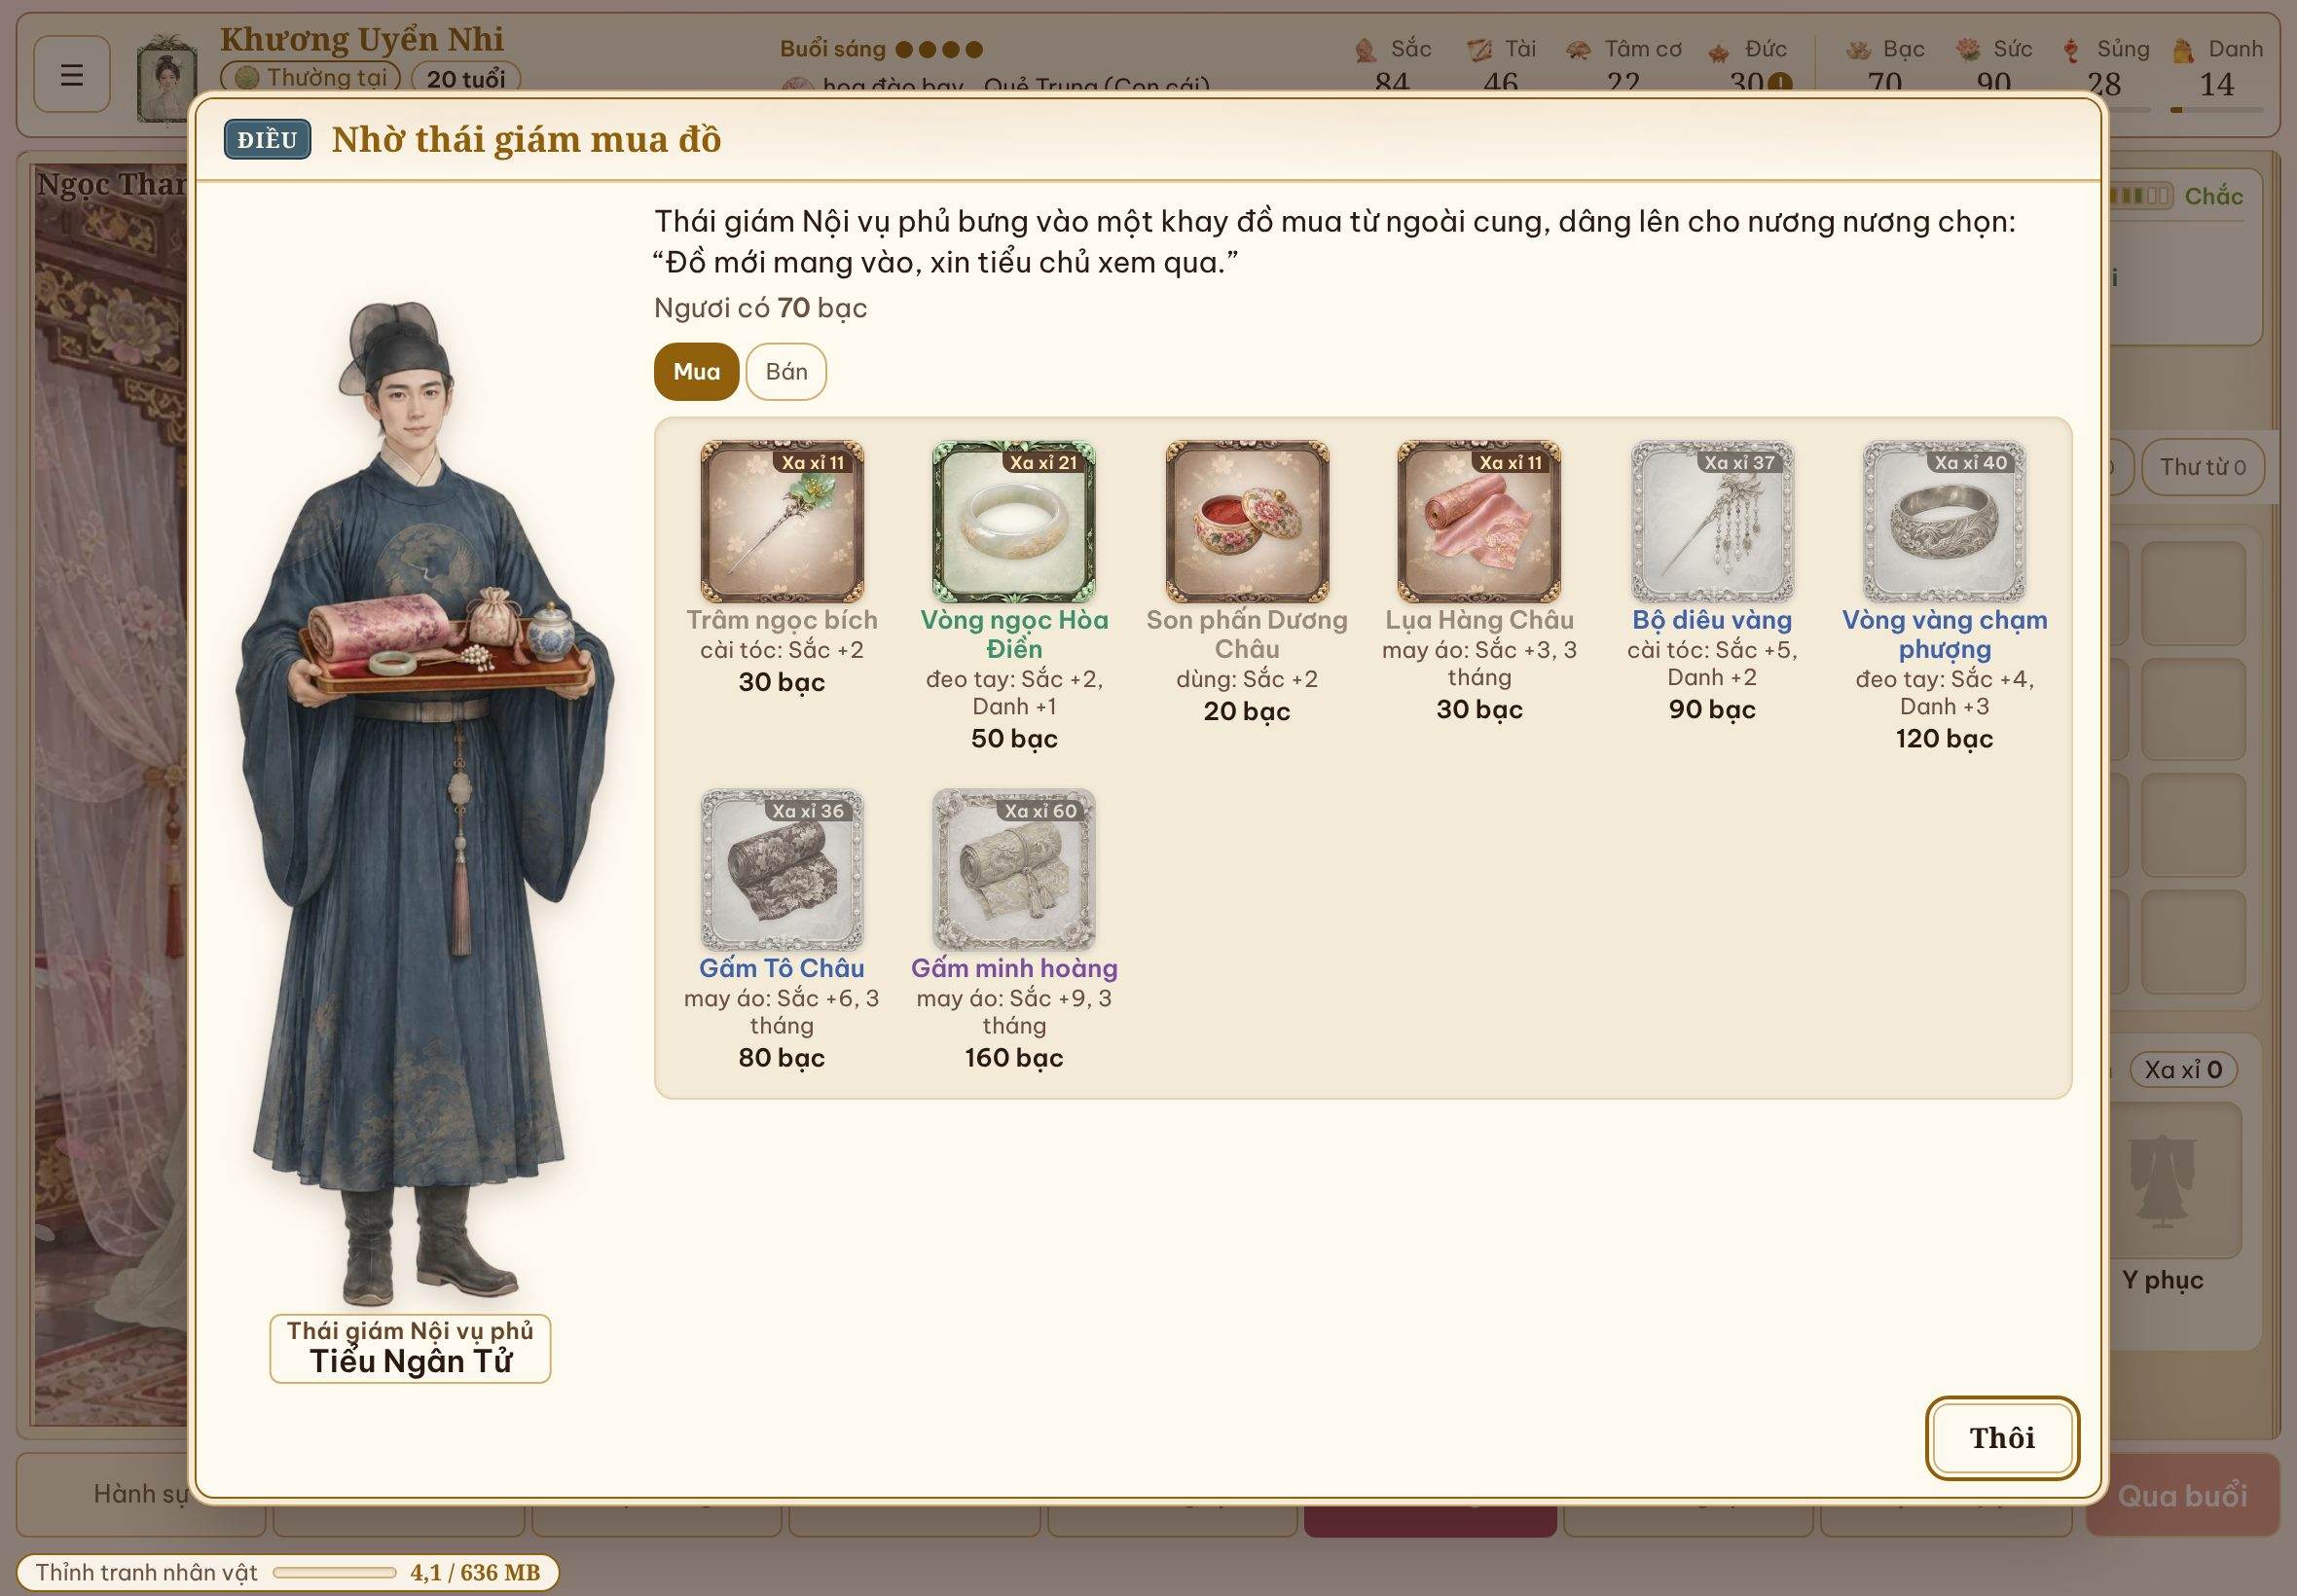 Khương Uyển Nhi
Thường tại
20 tuổi
Buổi sáng
hoa đào bay Quẻ Trung (Con cái)
Sắc
84
Tài
46
Tâm cơ
22
Đức
30
Bạc
70
Sức
90
Sủng
28
Danh
14
ĐIỀU
Nhờ thái giám mua đồ
Thái giám Nội vụ phủ bưng vào một khay đồ mua từ ngoài cung, dâng lên cho nương nương chọn:
“Đồ mới mang vào, xin tiểu chủ xem qua.”
Ngươi có 70 bạc
Mua
Bán
Xa xỉ 11
Trâm ngọc bích
cài tóc: Sắc +2
30 bạc
Xa xỉ 21
Vòng ngọc Hòa
Điền
đeo tay: Sắc +2,
Danh +1
50 bạc
Son phấn Dương
Châu
dùng: Sắc +2
20 bạc
Xa xỉ 11
Lụa Hàng Châu
may áo: Sắc +3, 3
tháng
30 bạc
Xa xỉ 37
Bộ diêu vàng
cài tóc: Sắc +5,
Danh +2
90 bạc
Xa xỉ 40
Vòng vàng chạm
phượng
đeo tay: Sắc +4,
Danh +3
120 bạc
Xa xỉ 36
Gấm Tô Châu
may áo: Sắc +6, 3
tháng
80 bạc
Xa xỉ 60
Gấm minh hoàng
may áo: Sắc +9, 3
tháng
160 bạc
Thái giám Nội vụ phủ
Tiểu Ngân Tử
Thôi
Ngọc
Chắc
Thư từ 0
Xa xỉ 0
Y phục
Hành sự
Qua buổi
Thỉnh tranh nhân vật
4,1 / 636 MB